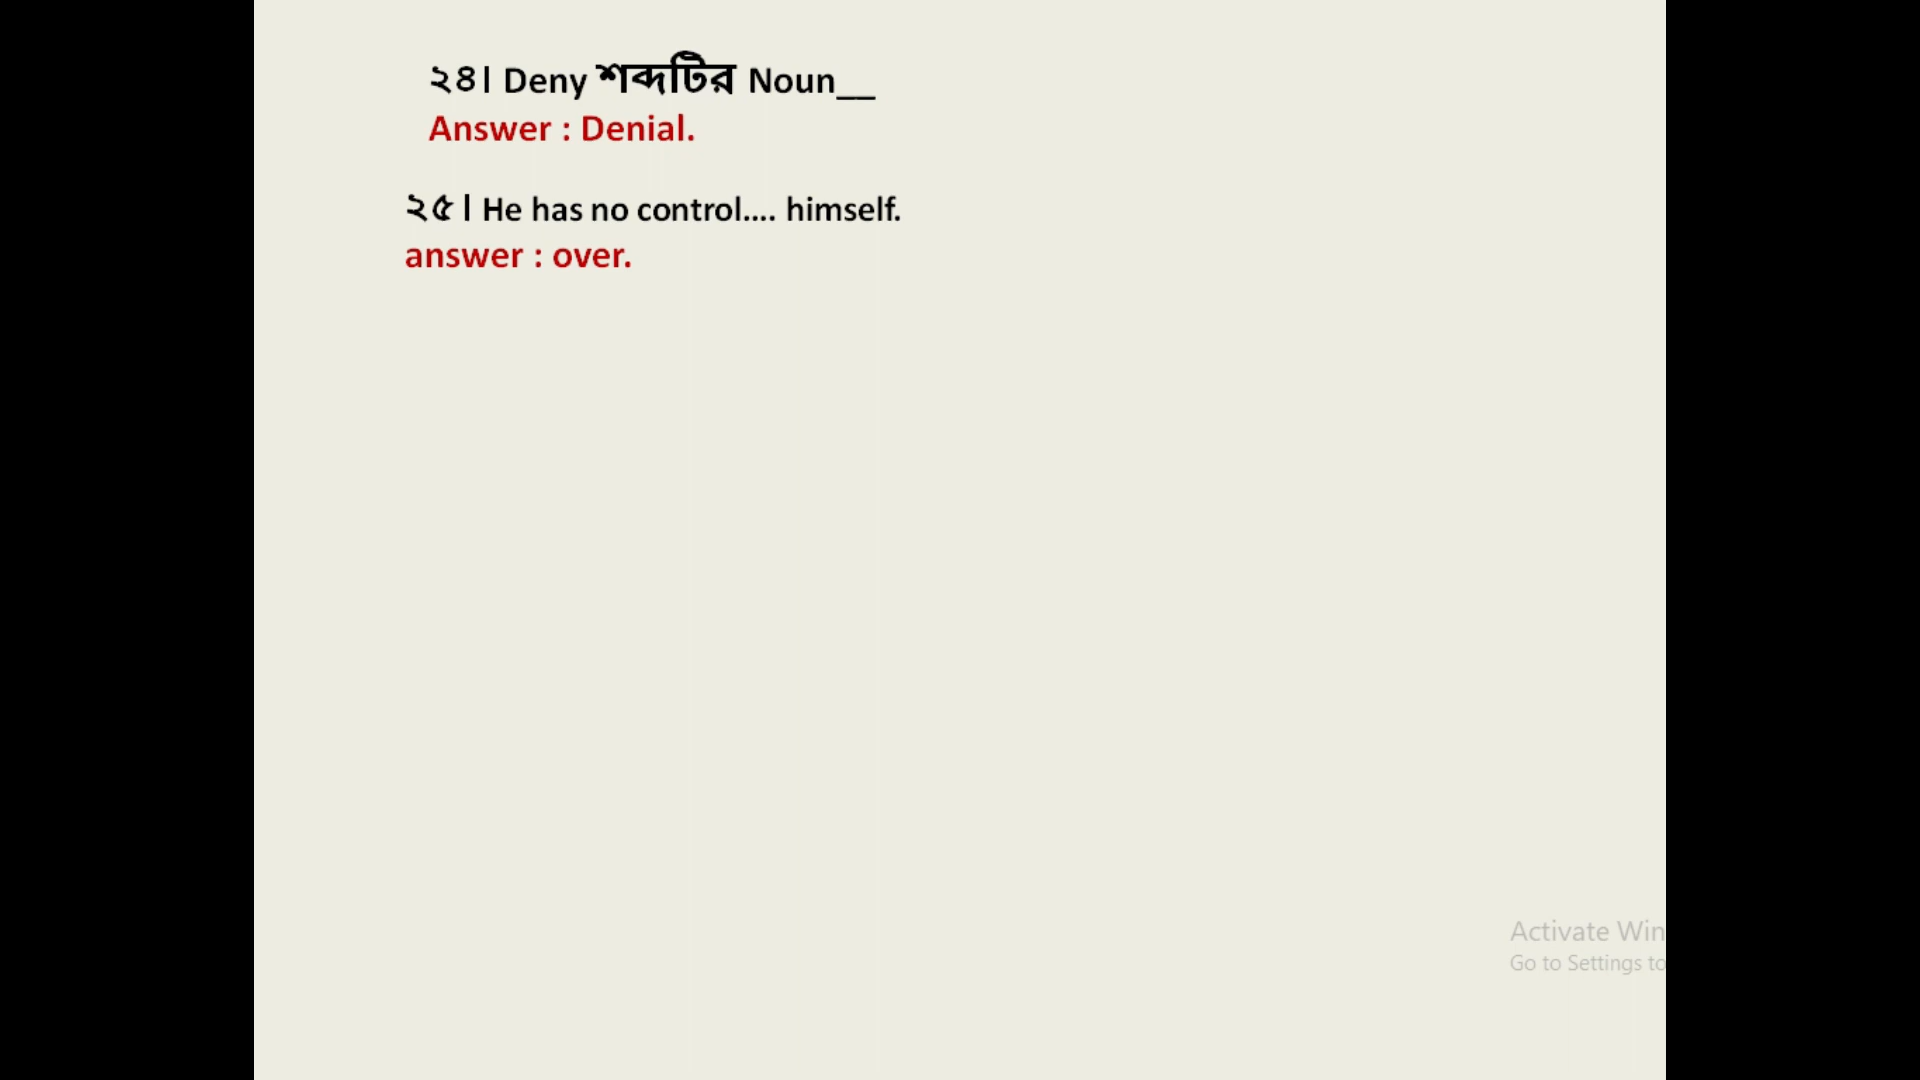 ২৪। Deny শব্দটির Noun__
Answer : Denial.
২৫। He has no control.... himself.
answer : over.
Activate Win
Go to Settings to